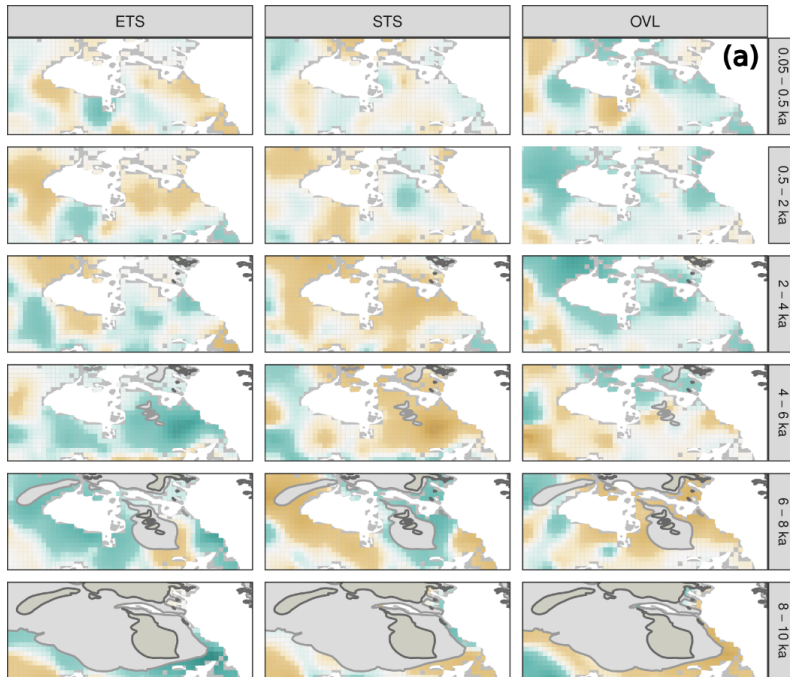 ETS STS OVL
(a)
0.05 – 0.5 ka
0.5 – 2 ka
2 – 4 ka
4 – 6 ka
6 – 8 ka
8 – 10 ka